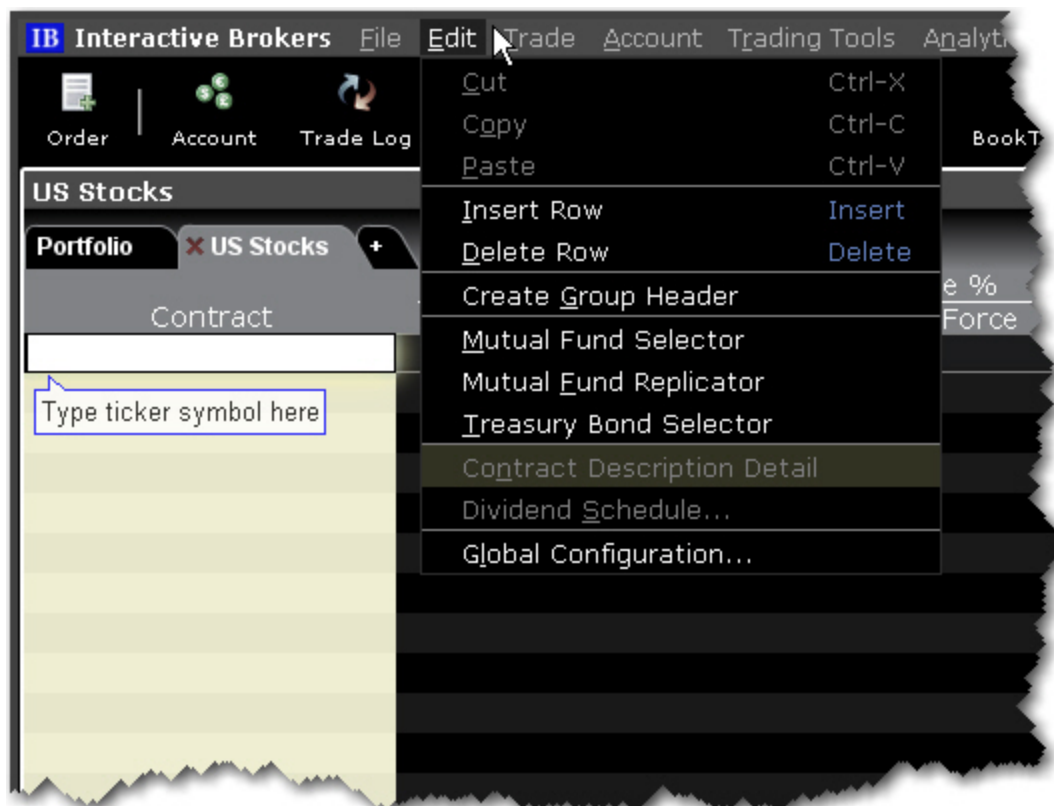 IB Interactive Brokers File Edit Trade Account Trading Tools
Order Account Trade Log
US Stocks
Portfolio US Stocks +
Contract
Type ticker symbol here
Cut Ctrl-X
Copy Ctrl-C
Paste Ctrl-V
Insert Row Insert
Delete Row Delete
Create Group Header
Mutual Fund Selector
Mutual Fund Replicator
Treasury Bond Selector
Contract Description Detail
Dividend Schedule...
Global Configuration...
e %
Force